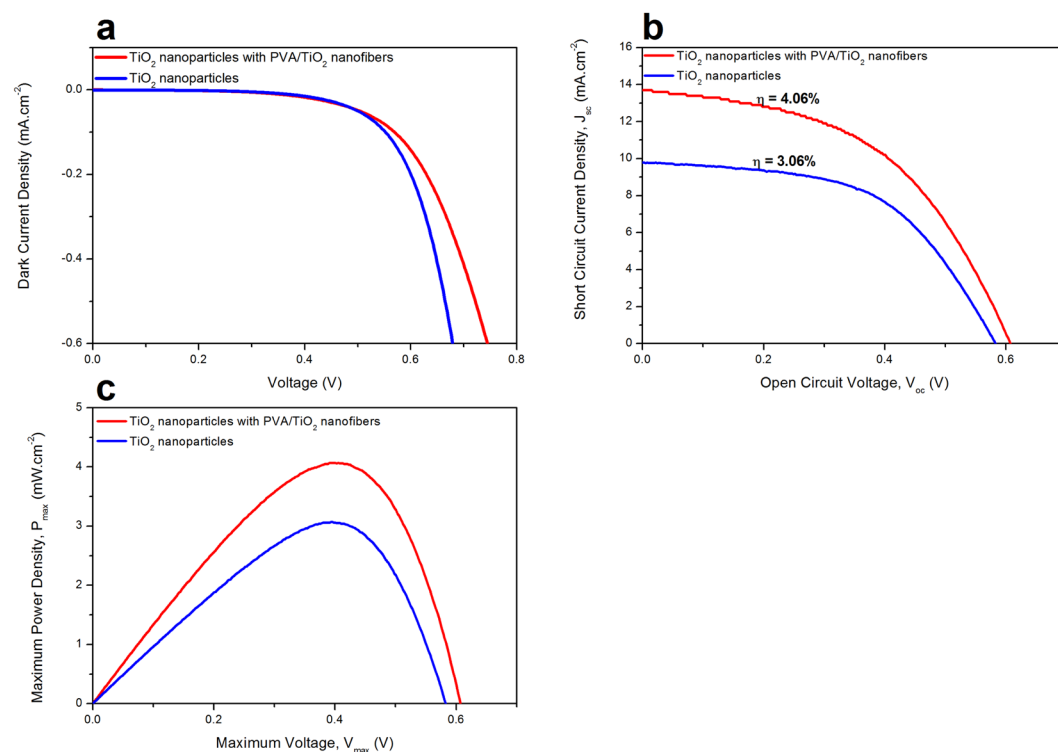 a
TiO₂ nanoparticles with PVA/TiO₂ nanofibers
TiO₂ nanoparticles
Dark Current Density (mA.cm⁻²)
0.0
-0.2
-0.4
-0.6
0.0 0.2 0.4 0.6 0.8
Voltage (V)
b
TiO₂ nanoparticles with PVA/TiO₂ nanofibers
TiO₂ nanoparticles
η = 4.06%
η = 3.06%
Short Circuit Current Density, J_sc (mA.cm⁻²)
16
14
12
10
8
6
4
2
0
0.0 0.2 0.4 0.6
Open Circuit Voltage, V_oc (V)
c
TiO₂ nanoparticles with PVA/TiO₂ nanofibers
TiO₂ nanoparticles
Maximum Power Density, P_max (mW.cm⁻²)
5
4
3
2
1
0
0.0 0.2 0.4 0.6
Maximum Voltage, V_max (V)